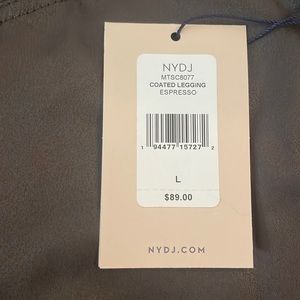 NYDJ
MTSC8077
COATED LEGGING
ESPRESSO
1 94477 15727 2
L
$89.00
NYDJ.COM